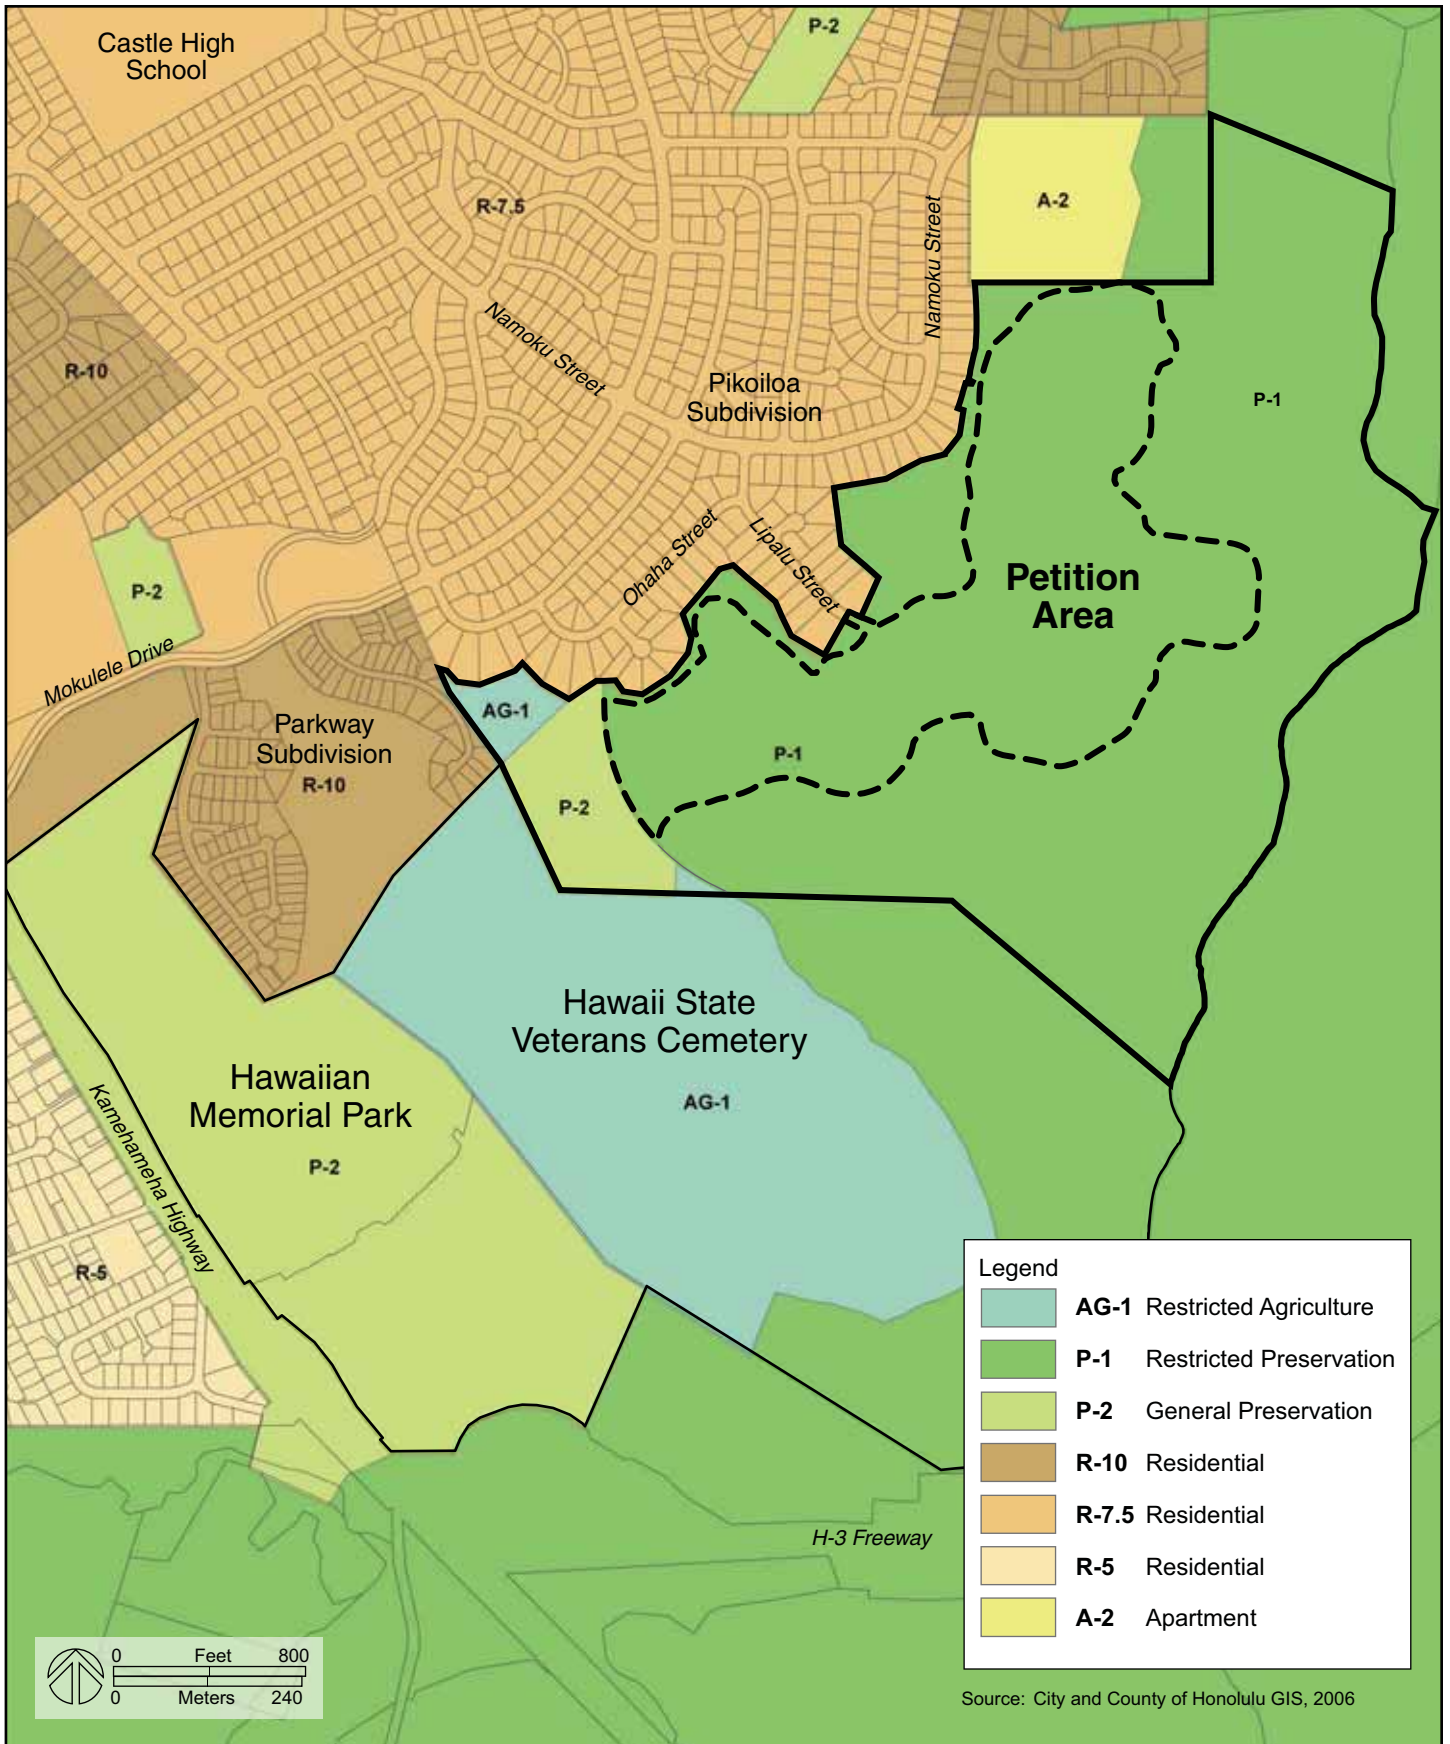 Castle High
School
P-2
R-7.5
A-2
Namoku Street
R-10
Namoku Street
Pikoiloa
Subdivision
P-1
Ohaha Street
Lipalu Street
Petition
Area
P-2
Mokulele Drive
AG-1
Parkway
Subdivision
R-10
P-1
P-2
Hawaii State
Veterans Cemetery
AG-1
Hawaiian
Memorial Park
P-2
Kamehameha Highway
R-5
H-3 Freeway
Legend
AG-1 Restricted Agriculture
P-1 Restricted Preservation
P-2 General Preservation
R-10 Residential
R-7.5 Residential
R-5 Residential
A-2 Apartment
0 Feet 800
0 Meters 240
Source: City and County of Honolulu GIS, 2006